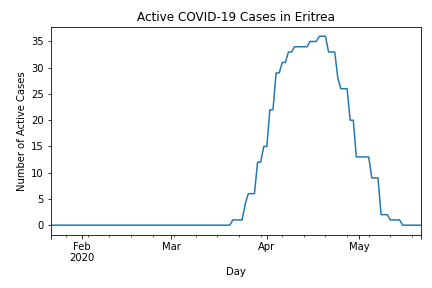 Active COVID-19 Cases in Eritrea
Number of Active Cases
35
30
25
20
15
10
5
0
Feb
2020
Mar
Apr
May
Day